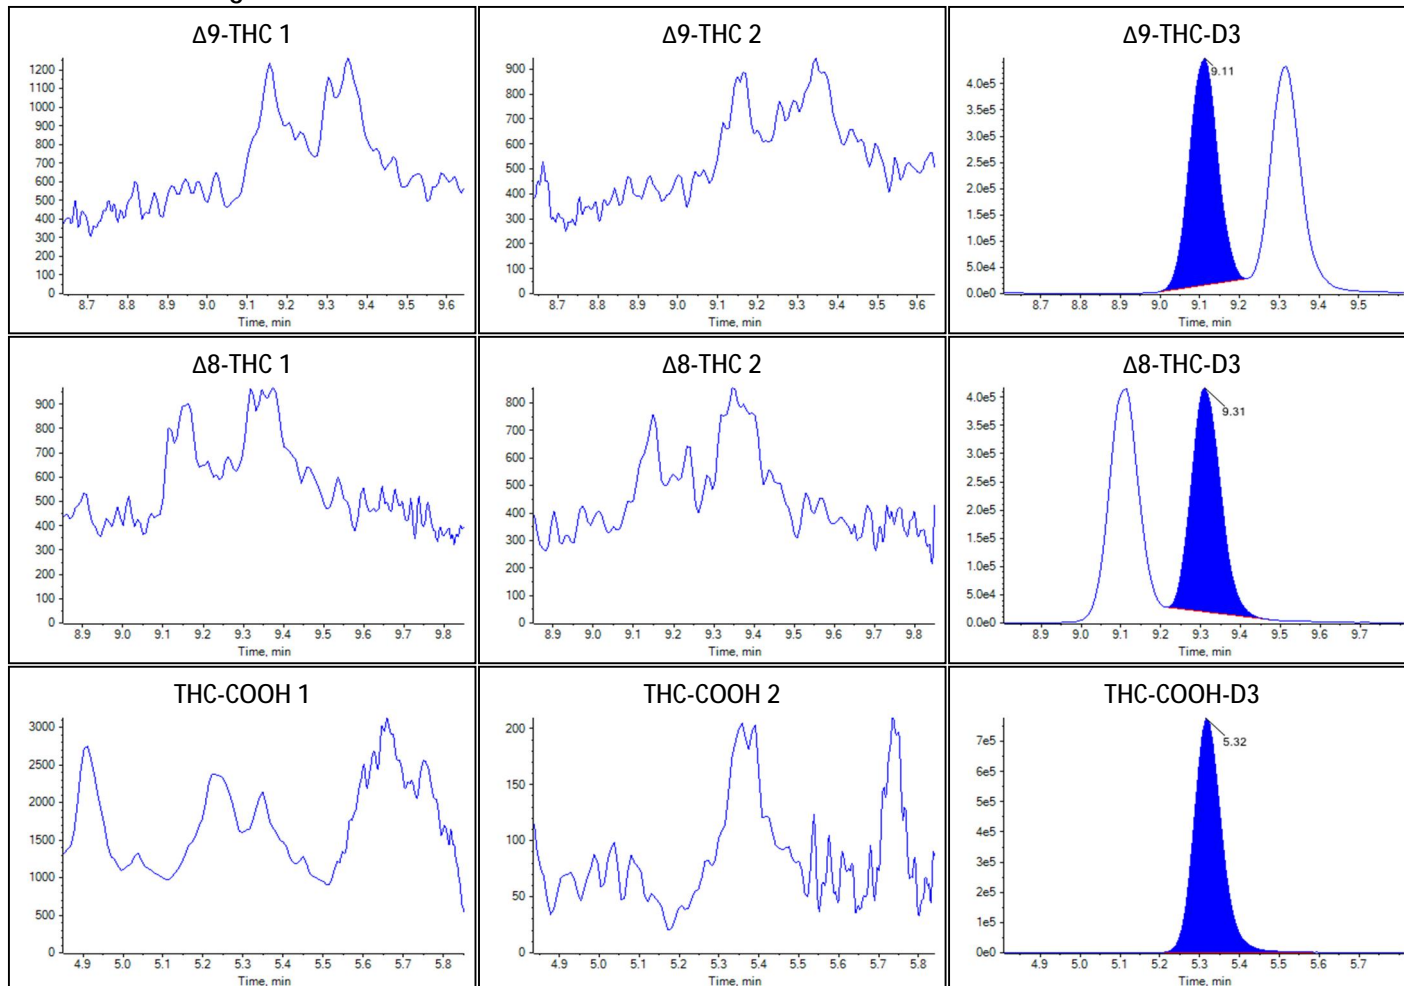 Δ9-THC 1
1200
1100
1000
900
800
700
600
500
400
300
200
100
0
8.7 8.8 8.9 9.0 9.1 9.2 9.3 9.4 9.5 9.6
Time, min
Δ9-THC 2
900
800
700
600
500
400
300
200
100
0
8.7 8.8 8.9 9.0 9.1 9.2 9.3 9.4 9.5 9.6
Time, min
Δ9-THC-D3
9.11
4.0e5
3.5e5
3.0e5
2.5e5
2.0e5
1.5e5
1.0e5
5.0e4
0.0e0
8.7 8.8 8.9 9.0 9.1 9.2 9.3 9.4 9.5
Time, min
Δ8-THC 1
900
800
700
600
500
400
300
200
100
0
8.9 9.0 9.1 9.2 9.3 9.4 9.5 9.6 9.7 9.8
Time, min
Δ8-THC 2
800
700
600
500
400
300
200
100
0
8.9 9.0 9.1 9.2 9.3 9.4 9.5 9.6 9.7 9.8
Time, min
Δ8-THC-D3
4.0e5
9.31
3.5e5
3.0e5
2.5e5
2.0e5
1.5e5
1.0e5
5.0e4
0.0e0
8.9 9.0 9.1 9.2 9.3 9.4 9.5 9.6 9.7
Time, min
THC-COOH 1
3000
2500
2000
1500
1000
500
0
4.9 5.0 5.1 5.2 5.3 5.4 5.5 5.6 5.7 5.8
Time, min
THC-COOH 2
200
150
100
50
0
4.9 5.0 5.1 5.2 5.3 5.4 5.5 5.6 5.7 5.8
Time, min
THC-COOH-D3
7e5
5.32
6e5
5e5
4e5
3e5
2e5
1e5
0e0
4.9 5.0 5.1 5.2 5.3 5.4 5.5 5.6 5.7
Time, min